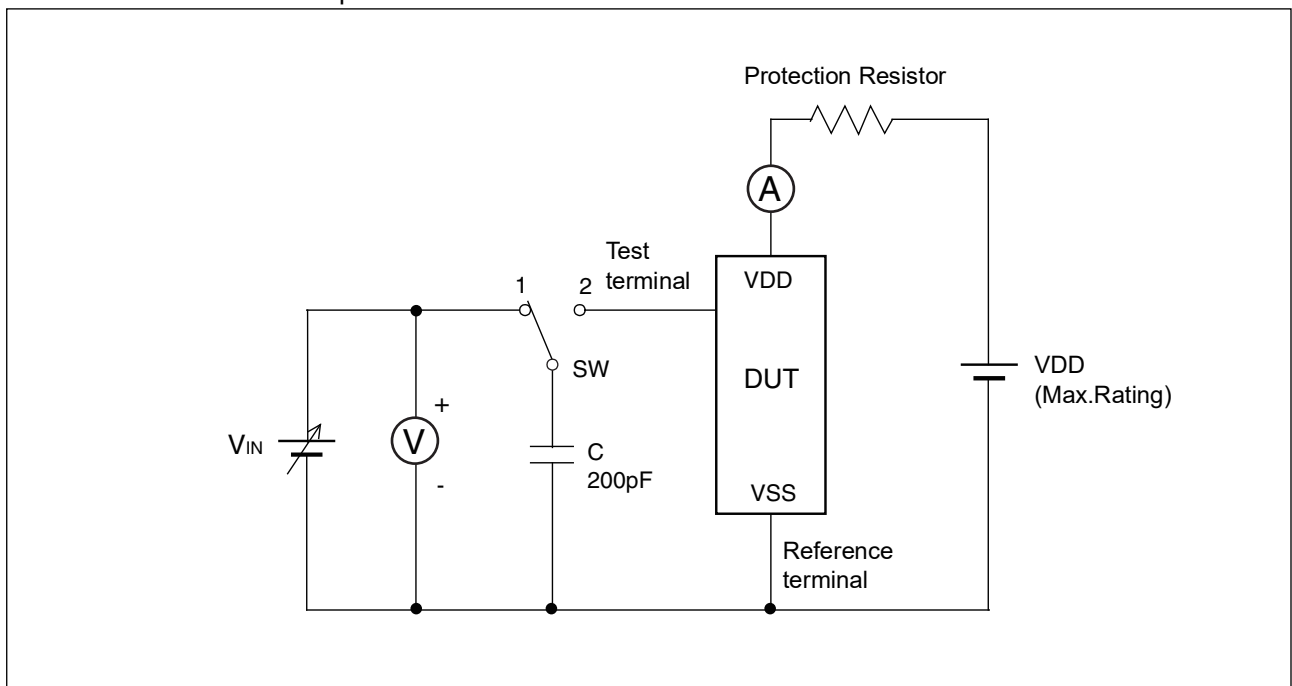 Protection Resistor
A
Test
terminal
1
2
VDD
SW
DUT
VDD
(Max.Rating)
VIN
V
+
-
C
200pF
VSS
Reference
terminal